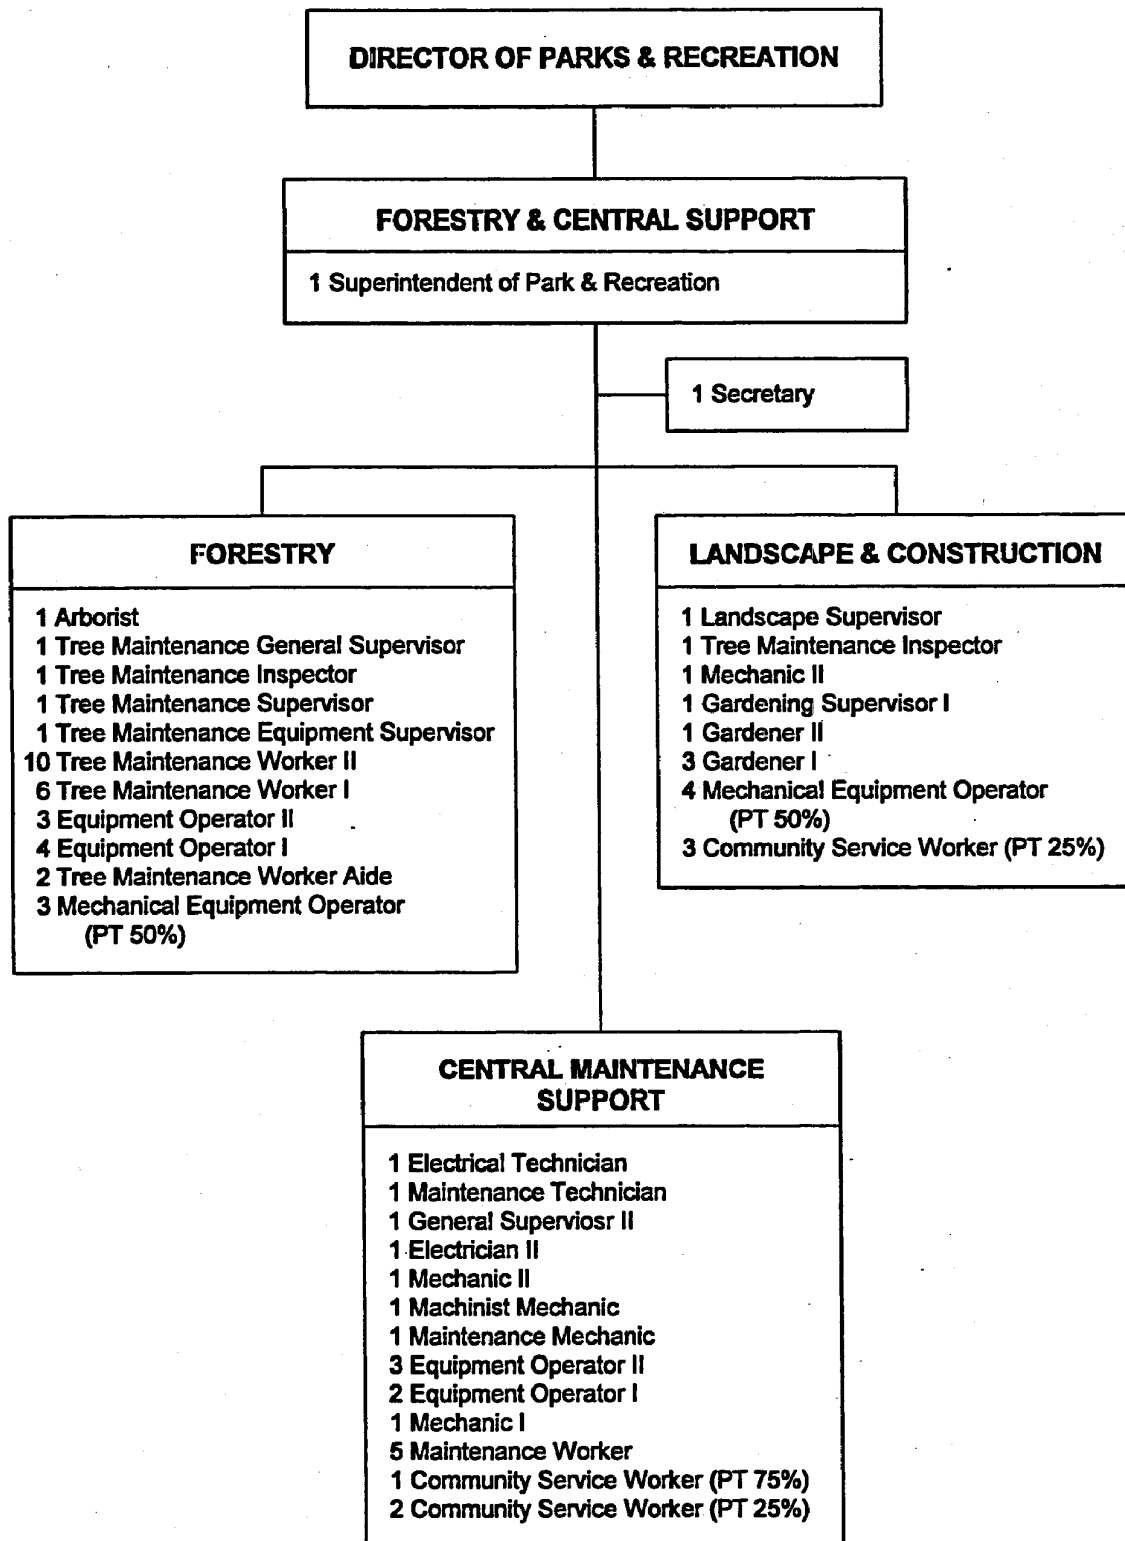 DIRECTOR OF PARKS & RECREATION
FORESTRY & CENTRAL SUPPORT
1 Superintendent of Park & Recreation
1 Secretary
FORESTRY
1 Arborist
1 Tree Maintenance General Supervisor
1 Tree Maintenance Inspector
1 Tree Maintenance Supervisor
1 Tree Maintenance Equipment Supervisor
10 Tree Maintenance Worker II
6 Tree Maintenance Worker I
3 Equipment Operator II
4 Equipment Operator I
2 Tree Maintenance Worker Aide
3 Mechanical Equipment Operator
(PT 50%)
LANDSCAPE & CONSTRUCTION
1 Landscape Supervisor
1 Tree Maintenance Inspector
1 Mechanic II
1 Gardening Supervisor I
1 Gardener II
3 Gardener I
4 Mechanical Equipment Operator
(PT 50%)
3 Community Service Worker (PT 25%)
CENTRAL MAINTENANCE
SUPPORT
1 Electrical Technician
1 Maintenance Technician
1 General Superviosr II
1 Electrician II
1 Mechanic II
1 Machinist Mechanic
1 Maintenance Mechanic
3 Equipment Operator II
2 Equipment Operator I
1 Mechanic I
5 Maintenance Worker
1 Community Service Worker (PT 75%)
2 Community Service Worker (PT 25%)